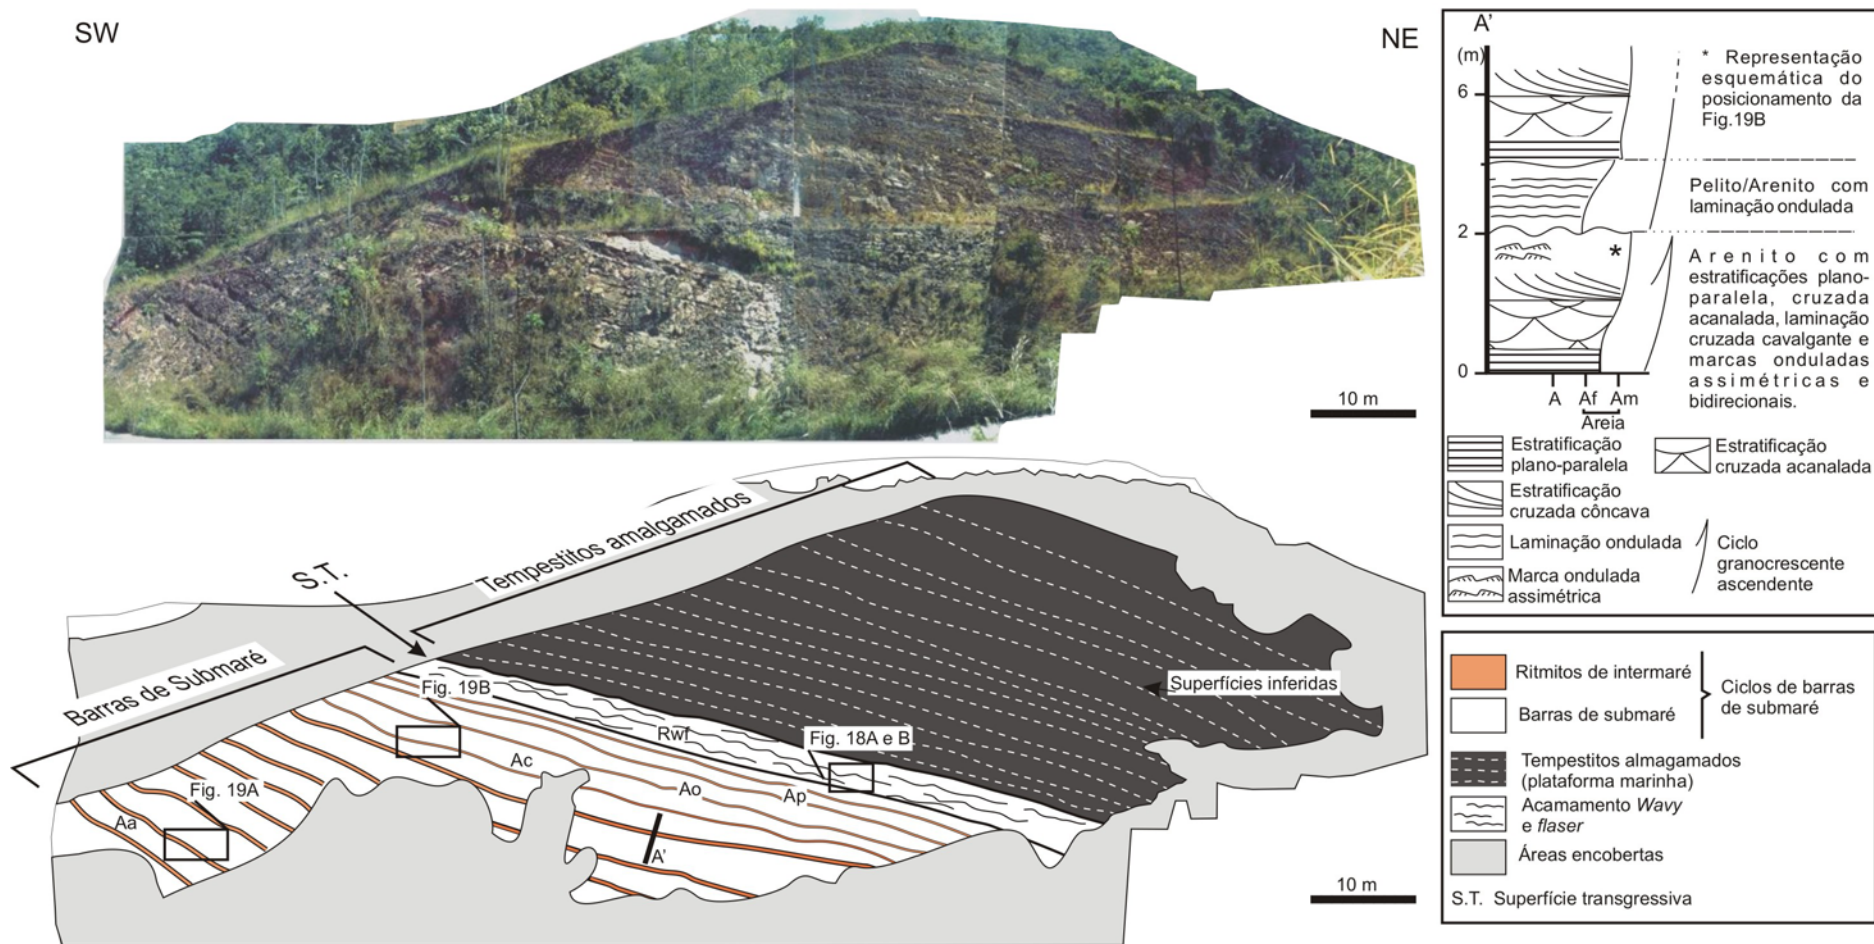 SW
NE
10 m
A'
(m)
6
2
0
A Af Am
Areia
* Representação
esquemática do
posicionamento da
Fig.19B
Pelito/Arenito com
laminação ondulada
Arenito com
estratificações plano-
paralela, cruzada
acanalada, laminação
cruzada cavalgante e
marcas onduladas
assimétricas e
bidirecionais.
*
Estratificação
plano-paralela
Estratificação
cruzada acanalada
Estratificação
cruzada côncava
Laminação ondulada
Marca ondulada
assimétrica
Ciclo
granocrescente
ascendente
Tempestitos amalgamados
S.T.
Barras de Submaré
Superfícies inferidas
Fig. 19B
Rwf
Fig. 18A e B
Ac
Ao
Ap
Fig. 19A
Aa
A'
10 m
Ritmitos de intermaré
Barras de submaré
Ciclos de barras
de submaré
Tempestitos almagamados
(plataforma marinha)
Acamamento Wavy
e flaser
Áreas encobertas
S.T. Superfície transgressiva